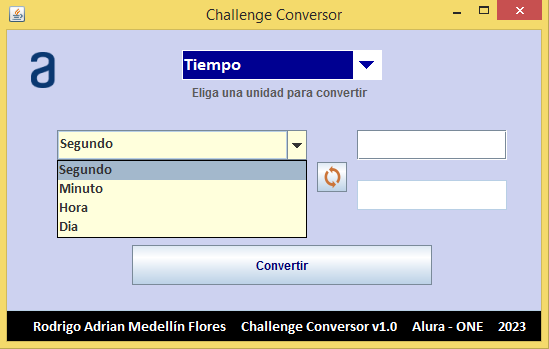 Challenge Conversor
a
Tiempo
Eliga una unidad para convertir
Segundo
Segundo
Minuto
Hora
Dia
Convertir
Rodrigo Adrian Medellín Flores Challenge Conversor v1.0 Alura - ONE 2023